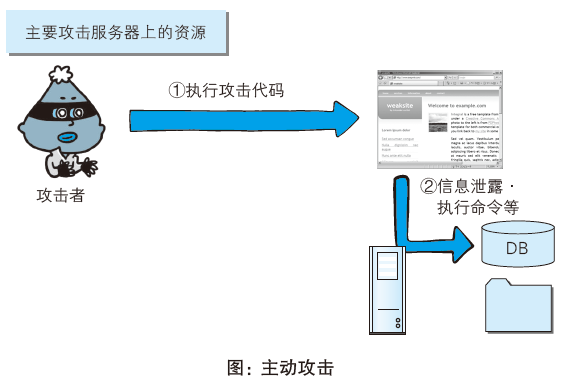 主要攻击服务器上的资源
①执行攻击代码
weaksite
Welcome to example.com
攻击者
②信息泄露·
执行命令等
DB
图：主动攻击